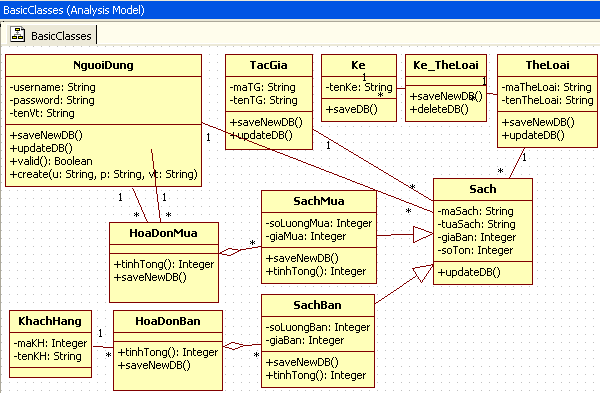 BasicClasses (Analysis Model)
BasicClasses
NguoiDung
-username: String
-password: String
-tenVt: String
+saveNewDB()
+updateDB()
+valid(): Boolean
+create(u: String, p: String, vt: String)
TacGia
-maTG: String
-tenTG: String
+saveNewDB()
+updateDB()
Ke
-tenKe: String
+saveDB()
1
*
Ke_TheLoai
+saveNewDB()
+deleteDB()
1
*
TheLoai
-maTheLoai: String
-tenTheLoai: String
+saveNewDB()
+updateDB()
1
1
1
*
*
*
Sach
-maSach: String
-tuaSach: String
-giaBan: Integer
-soTon: Integer
+updateDB()
1
1
*
*
SachMua
-soLuongMua: Integer
-giaMua: Integer
+saveNewDB()
+tinhTong(): Integer
HoaDonMua
+tinhTong(): Integer
+saveNewDB()
*
SachBan
-soLuongBan: Integer
-giaBan: Integer
+saveNewDB()
+tinhTong(): Integer
KhachHang
-maKH: Integer
-tenKH: String
1
*
HoaDonBan
+tinhTong(): Integer
+saveNewDB()
*